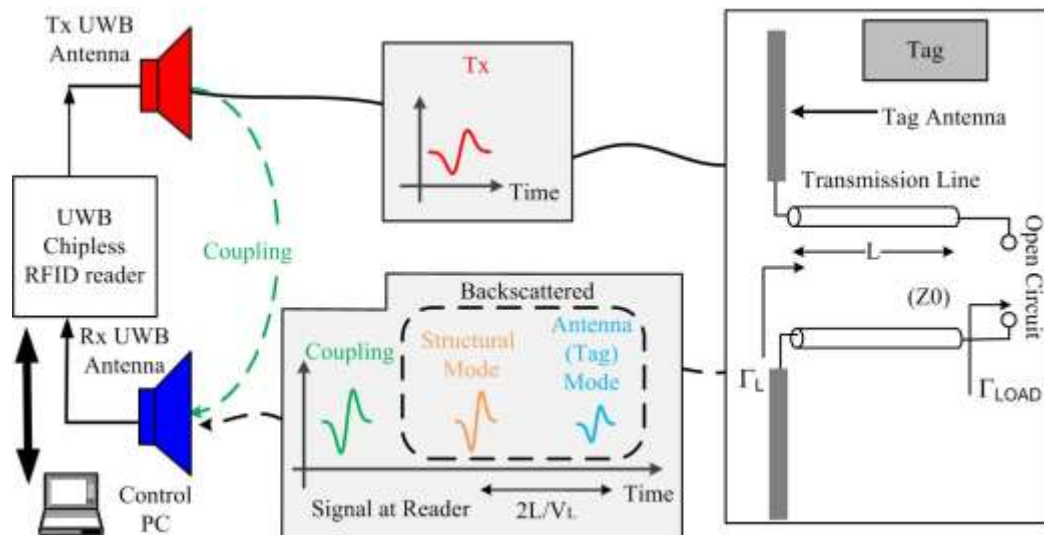 Tx UWB
Antenna
Tx
Time
Tag
Tag Antenna
Transmission Line
L
Open Circuit
(Z0)
ΓL
ΓLOAD
UWB
Chipless
RFID reader
Coupling
Rx UWB
Antenna
Control
PC
Backscattered
Coupling
Structural
Mode
Antenna
(Tag)
Mode
Time
Signal at Reader
2L/VL